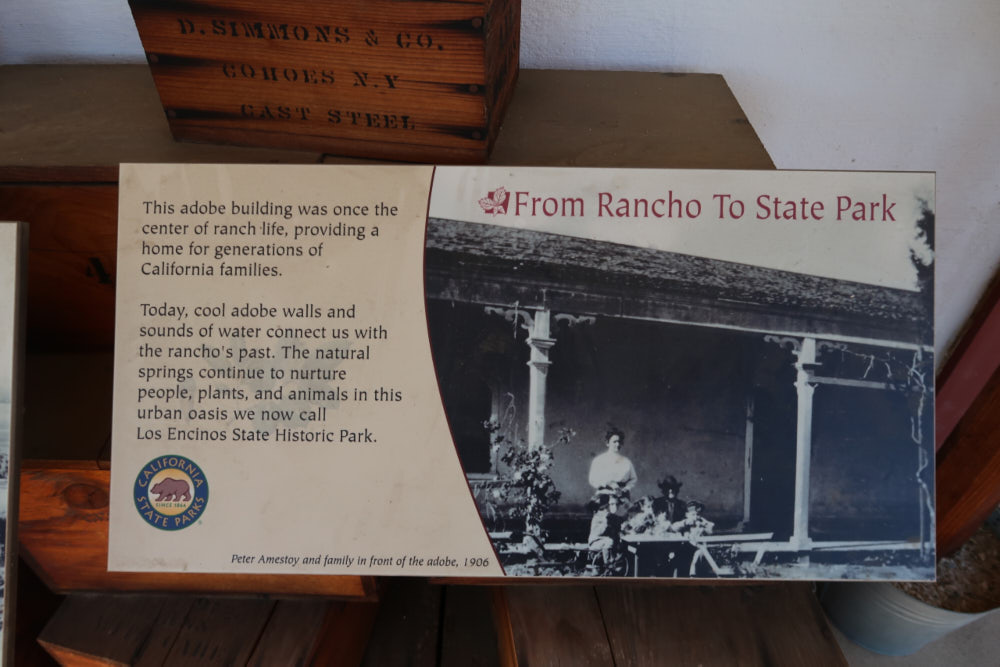 D. SIMMONS & CO.
COHOES N.Y
CAST STEEL
From Rancho To State Park
This adobe building was once the
center of ranch life, providing a
home for generations of
California families.
Today, cool adobe walls and
sounds of water connect us with
the rancho's past. The natural
springs continue to nurture
people, plants, and animals in this
urban oasis we now call
Los Encinos State Historic Park.
CALIFORNIA
SINCE 1864
STATE PARKS
Peter Amestoy and family in front of the adobe, 1906